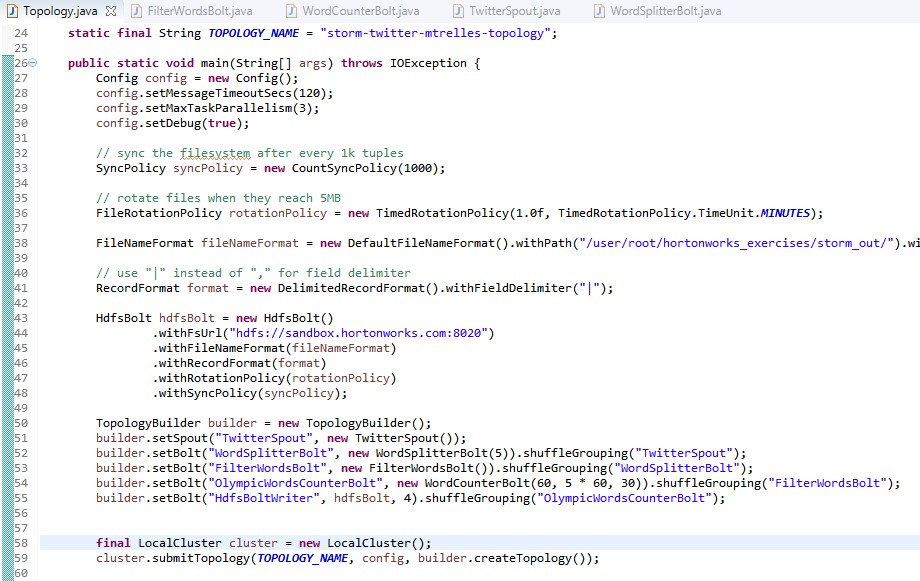 Topology.java FilterWordsBolt.java WordCounterBolt.java TwitterSpout.java WordSplitterBolt.java
24 static final String TOPOLOGY_NAME = "storm-twitter-mtrelles-topology";
25
26 public static void main(String[] args) throws IOException {
27 Config config = new Config();
28 config.setMessageTimeoutSecs(120);
29 config.setMaxTaskParallelism(3);
30 config.setDebug(true);
31
32 // sync the filesystem after every 1k tuples
33 SyncPolicy syncPolicy = new CountSyncPolicy(1000);
34
35 // rotate files when they reach 5MB
36 FileRotationPolicy rotationPolicy = new TimedRotationPolicy(1.0f, TimedRotationPolicy.TimeUnit.MINUTES);
37
38 FileNameFormat fileNameFormat = new DefaultFileNameFormat().withPath("/user/root/hortonworks_exercises/storm_out/").wi
39
40 // use "|" instead of "," for field delimiter
41 RecordFormat format = new DelimitedRecordFormat().withFieldDelimiter("|");
42
43 HdfsBolt hdfsBolt = new HdfsBolt()
44 .withFsUrl("hdfs://sandbox.hortonworks.com:8020")
45 .withFileNameFormat(fileNameFormat)
46 .withRecordFormat(format)
47 .withRotationPolicy(rotationPolicy)
48 .withSyncPolicy(syncPolicy);
49
50 TopologyBuilder builder = new TopologyBuilder();
51 builder.setSpout("TwitterSpout", new TwitterSpout());
52 builder.setBolt("WordSplitterBolt", new WordSplitterBolt(5)).shuffleGrouping("TwitterSpout");
53 builder.setBolt("FilterWordsBolt", new FilterWordsBolt()).shuffleGrouping("WordSplitterBolt");
54 builder.setBolt("OlympicWordsCounterBolt", new WordCounterBolt(60, 5 * 60, 30)).shuffleGrouping("FilterWordsBolt");
55 builder.setBolt("HdfsBoltWriter", hdfsBolt, 4).shuffleGrouping("OlympicWordsCounterBolt");
56
57
58 final LocalCluster cluster = new LocalCluster();
59 cluster.submitTopology(TOPOLOGY_NAME, config, builder.createTopology());
60